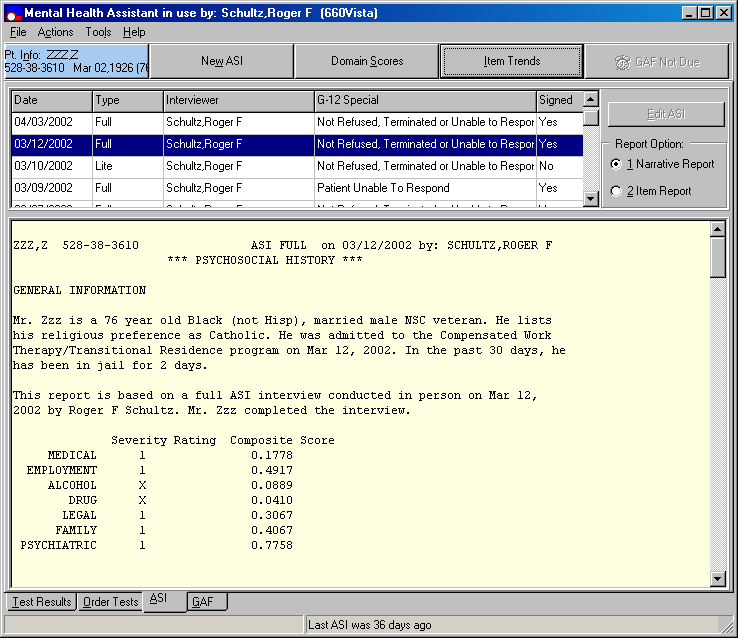 Mental Health Assistant in use by: Schultz,Roger F (660Vista)
File Actions Tools Help
Pt. Info: ZZZ,Z
528-38-3610 Mar 02,1926 (76
New ASI
Domain Scores
Item Trends
GAF Not Due
Date Type Interviewer G-12 Special Signed
04/03/2002 Full Schultz,Roger F Not Refused, Terminated or Unable to Respor Yes
03/12/2002 Full Schultz,Roger F Not Refused, Terminated or Unable to Respor Yes
03/10/2002 Lite Schultz,Roger F Not Refused, Terminated or Unable to Respor No
03/09/2002 Full Schultz,Roger F Patient Unable To Respond Yes
Edit ASI
Report Option:
1 Narrative Report
2 Item Report
ZZZ,Z 528-38-3610 ASI FULL on 03/12/2002 by: SCHULTZ,ROGER F
*** PSYCHOSOCIAL HISTORY ***
GENERAL INFORMATION
Mr. Zzz is a 76 year old Black (not Hisp), married male NSC veteran. He lists
his religious preference as Catholic. He was admitted to the Compensated Work
Therapy/Transitional Residence program on Mar 12, 2002. In the past 30 days, he
has been in jail for 2 days.
This report is based on a full ASI interview conducted in person on Mar 12,
2002 by Roger F Schultz. Mr. Zzz completed the interview.
Severity Rating Composite Score
MEDICAL 1 0.1778
EMPLOYMENT 1 0.4917
ALCOHOL X 0.0889
DRUG X 0.0410
LEGAL 1 0.3067
FAMILY 1 0.4067
PSYCHIATRIC 1 0.7758
Test Results Order Tests ASI GAF
Last ASI was 36 days ago